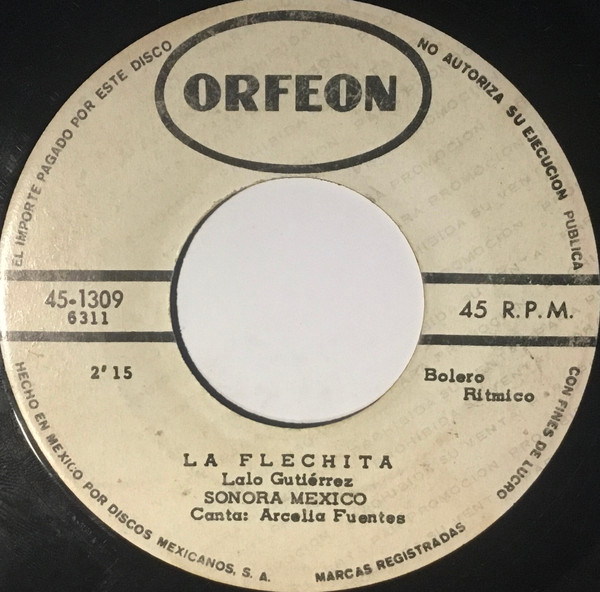 ORFEON
EL IMPORTE PAGADO POR ESTE DISCO
NO AUTORIZA SU EJECUCION PUBLICA
CON FINES DE LUCRO
45-1309
6311
45 R.P.M.
2' 15
Bolero
Ritmico
LA FLECHITA
Lalo Gutiérrez
SONORA MEXICO
Canta: Arcelia Fuentes
HECHO EN MEXICO POR DISCOS MEXICANOS, S. A.
MARCAS REGISTRADAS